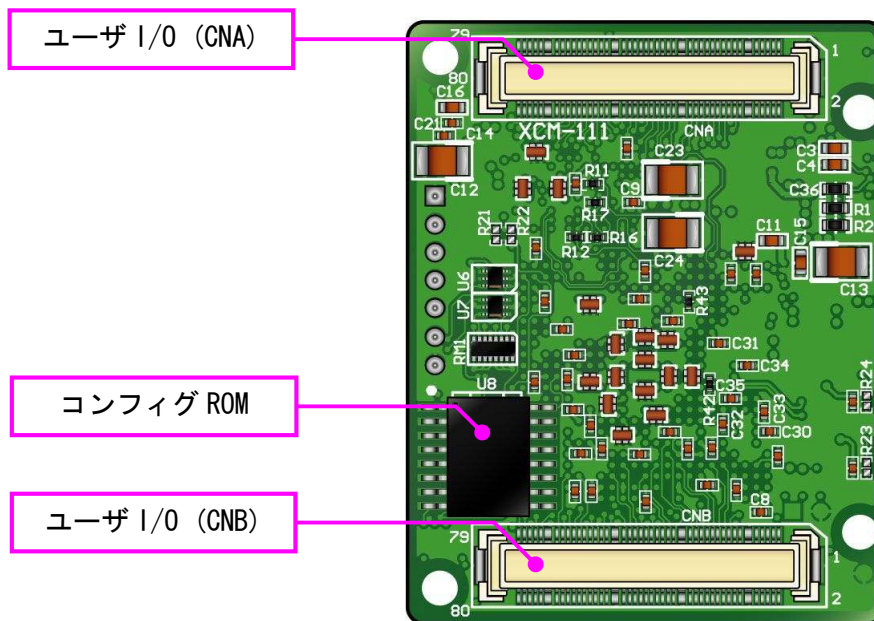 ユーザ I/O (CNA)
79
1
80
2
C16
C21
C14
XCM-111
CNA
C12
R11
R17
C9
C23
C3
C4
C36
R1
R2
R21
R22
R12
R16
C24
C11
C15
C13
U6
U7
R43
RM1
C31
C34
U8
C35
R42
C32
C33
C30
R24
R23
コンフィグ ROM
ユーザ I/O (CNB)
C8
79
CNB
1
2
80